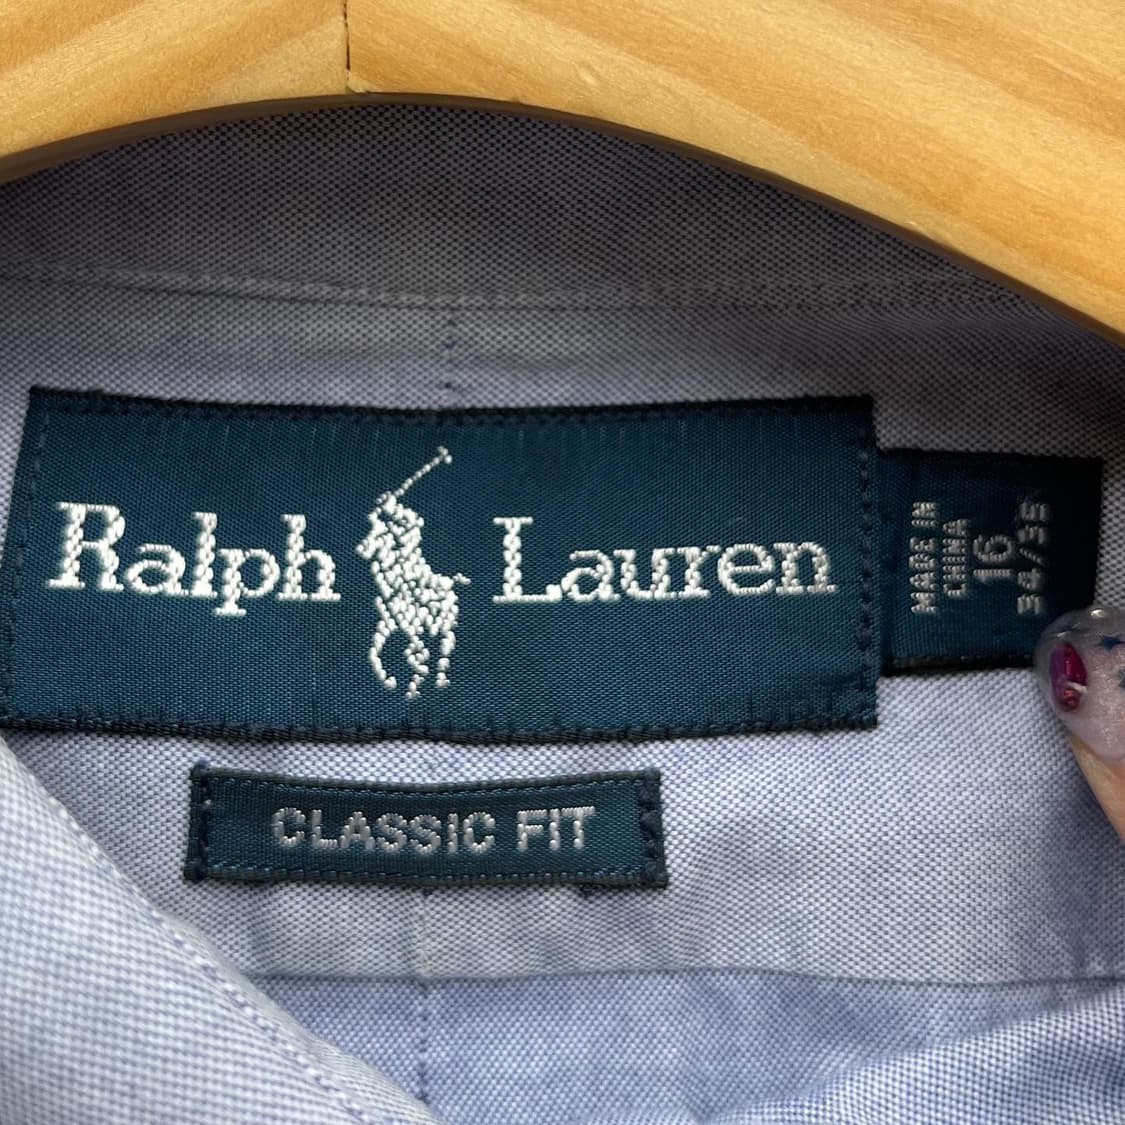 Ralph Lauren
MADE IN
CHINA
16
34/35
CLASSIC FIT